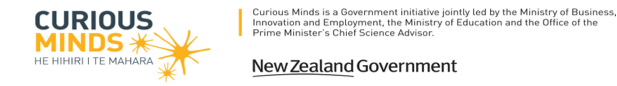 CURIOUS
MINDS
HE HIHIRI I TE MAHARA
Curious Minds is a Government initiative jointly led by the Ministry of Business,
Innovation and Employment, the Ministry of Education and the Office of the
Prime Minister's Chief Science Advisor.
New Zealand Government